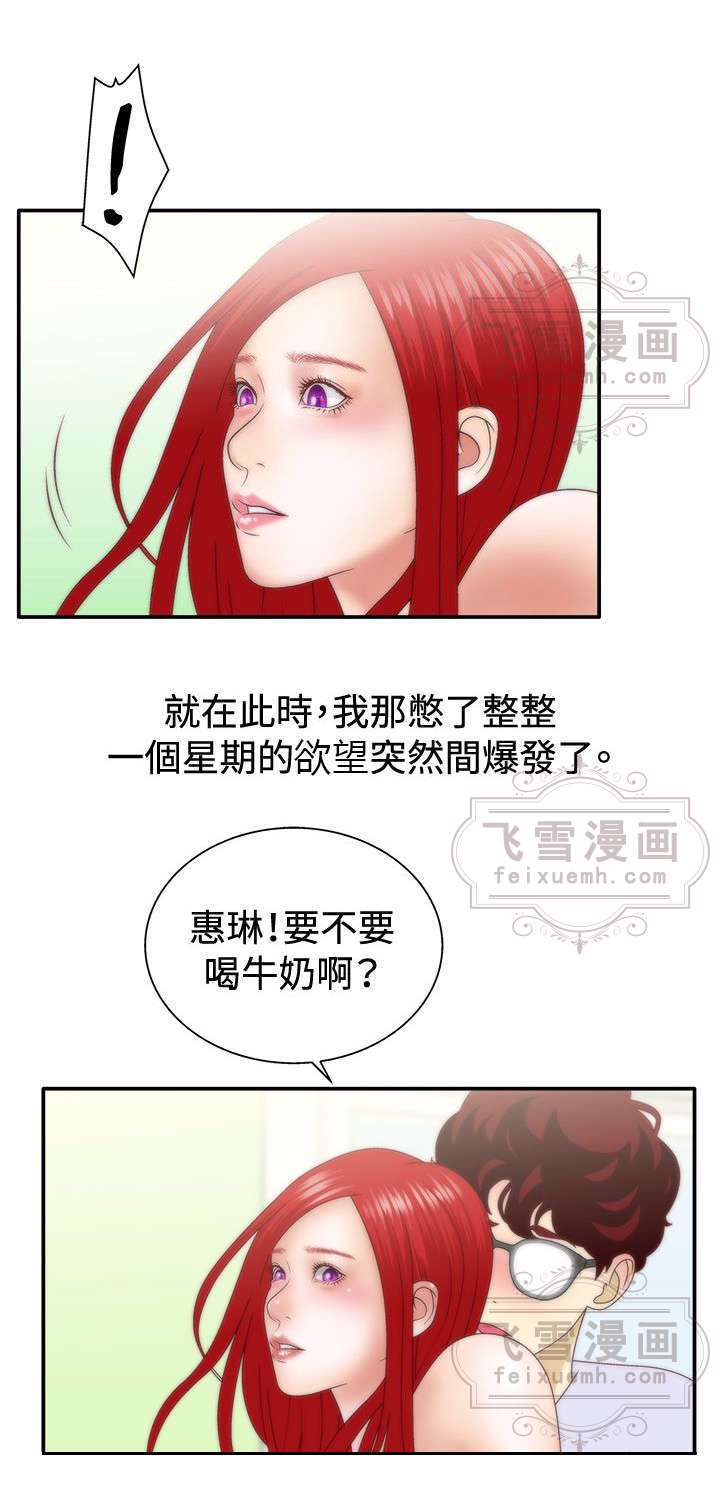 !
飞雪漫画
feixuemh.com
就在此時,我那憋了整整
一個星期的欲望突然間爆發了。
飞雪漫画
feixuemh.com
惠琳!要不要
喝牛奶啊?
飞雪漫画
feixuemh.com